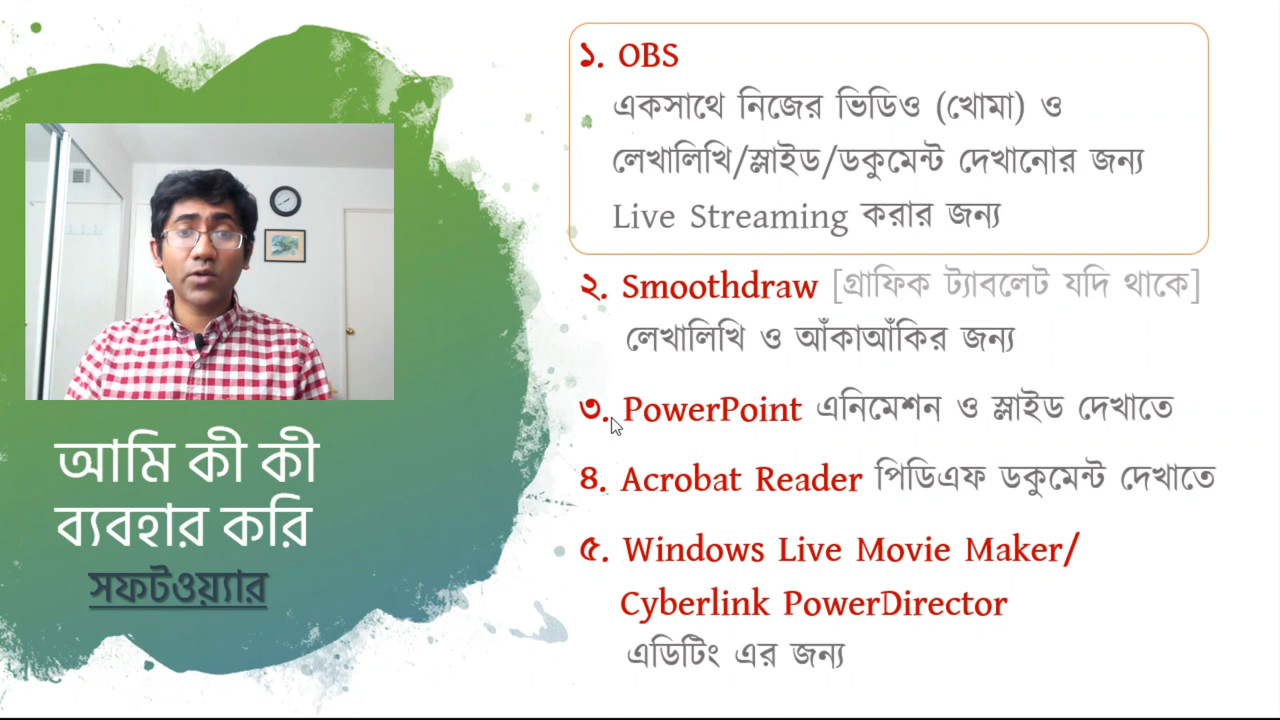 আমি কী কী
ব্যবহার করি
সফটওয়্যার
১. OBS
একসাথে নিজের ভিডিও (খোমা) ও
লেখালিখি/স্লাইড/ডকুমেন্ট দেখানোর জন্য
Live Streaming করার জন্য
২. Smoothdraw [গ্রাফিক ট্যাবলেট যদি থাকে]
লেখালিখি ও আঁকাআঁকির জন্য
৩. PowerPoint এনিমেশন ও স্লাইড দেখাতে
৪. Acrobat Reader পিডিএফ ডকুমেন্ট দেখাতে
৫. Windows Live Movie Maker/
Cyberlink PowerDirector
এডিটিং এর জন্য